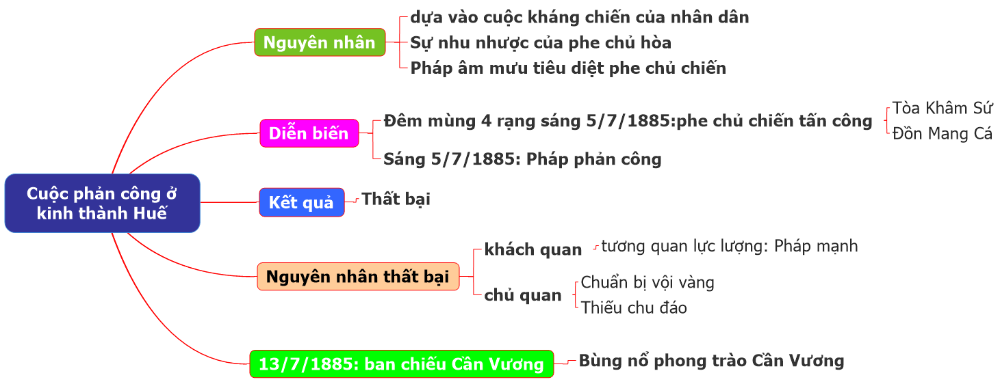 Cuộc phản công ở
kinh thành Huế
Nguyên nhân
dựa vào cuộc kháng chiến của nhân dân
Sự nhu nhược của phe chủ hòa
Pháp âm mưu tiêu diệt phe chủ chiến
Diễn biến
Đêm mùng 4 rạng sáng 5/7/1885:phe chủ chiến tấn công
Tòa Khâm Sứ
Đồn Mang Cá
Sáng 5/7/1885: Pháp phản công
Kết quả
Thất bại
Nguyên nhân thất bại
khách quan
tương quan lực lượng: Pháp mạnh
chủ quan
Chuẩn bị vội vàng
Thiếu chu đáo
13/7/1885: ban chiếu Cần Vương
Bùng nổ phong trào Cần Vương